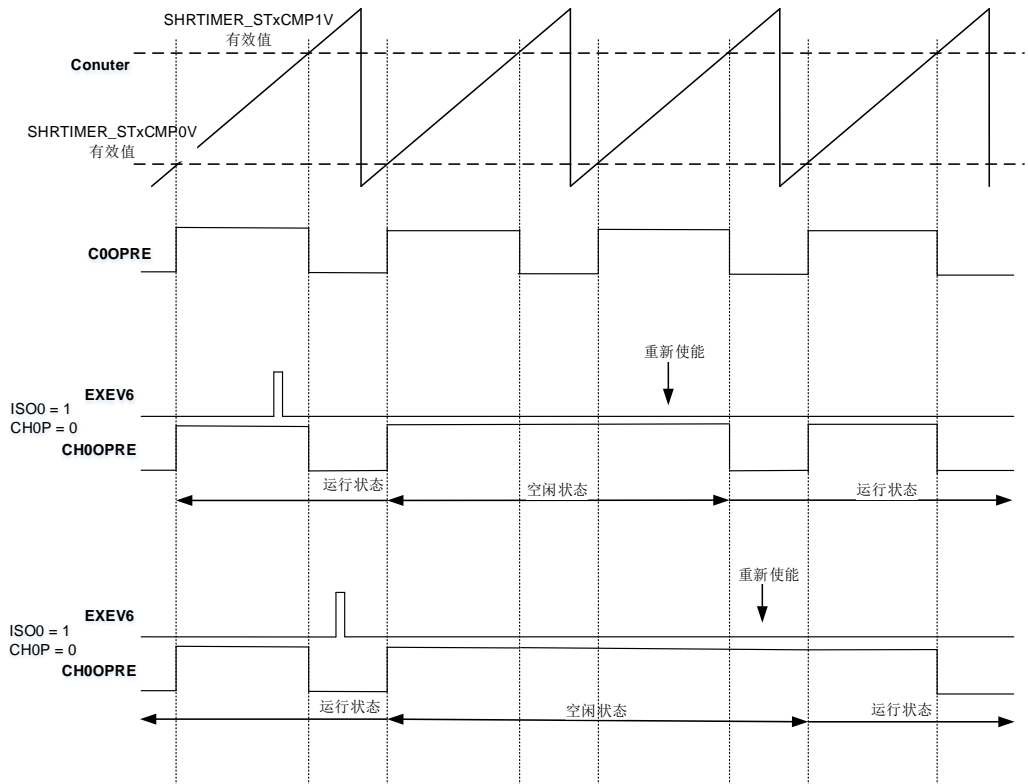 SHRTIMER_STxCMP1V
有效值
Conuter
SHRTIMER_STxCMP0V
有效值
C0OPRE
重新使能
EXEV6
ISO0 = 1
CH0P = 0
CH0OPRE
运行状态
空闲状态
运行状态
重新使能
EXEV6
ISO0 = 1
CH0P = 0
CH0OPRE
运行状态
空闲状态
运行状态